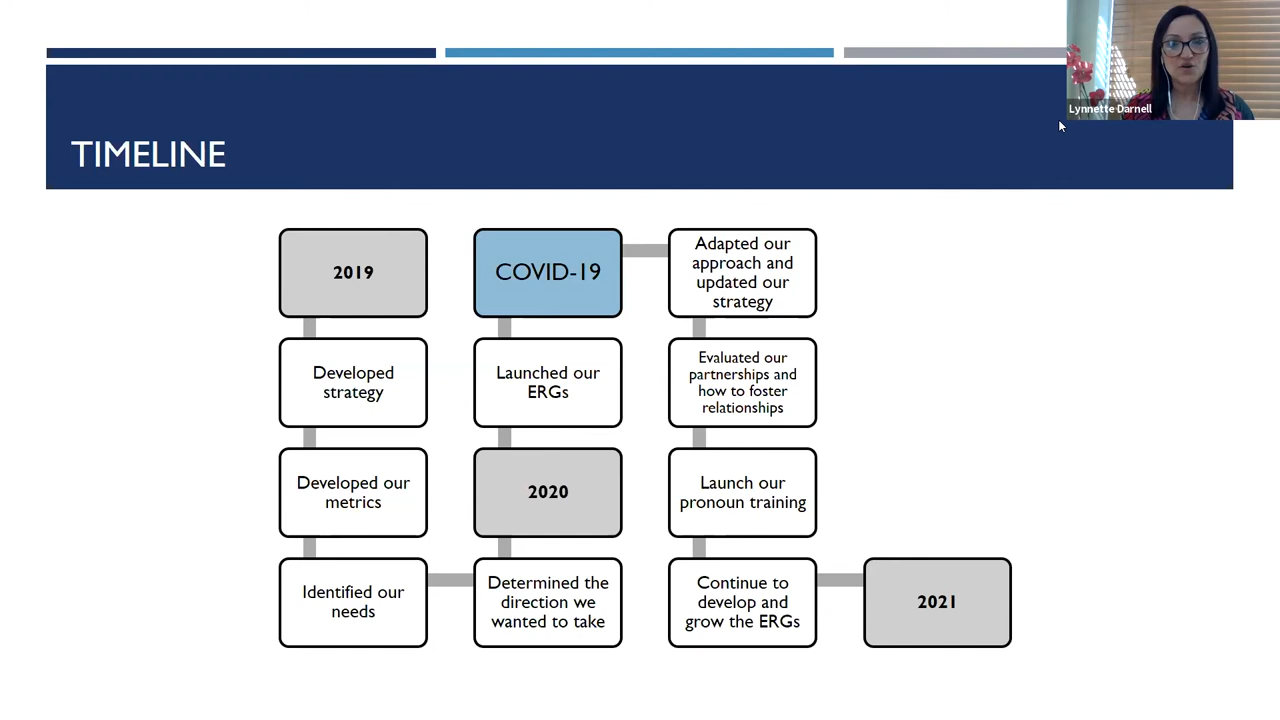 Lynnette Darnell
TIMELINE
2019
Developed
strategy
Developed our
metrics
Identified our
needs
Determined the
direction we
wanted to take
2020
Launched our
ERGs
COVID-19
Adapted our
approach and
updated our
strategy
Evaluated our
partnerships and
how to foster
relationships
Launch our
pronoun training
Continue to
develop and
grow the ERGs
2021